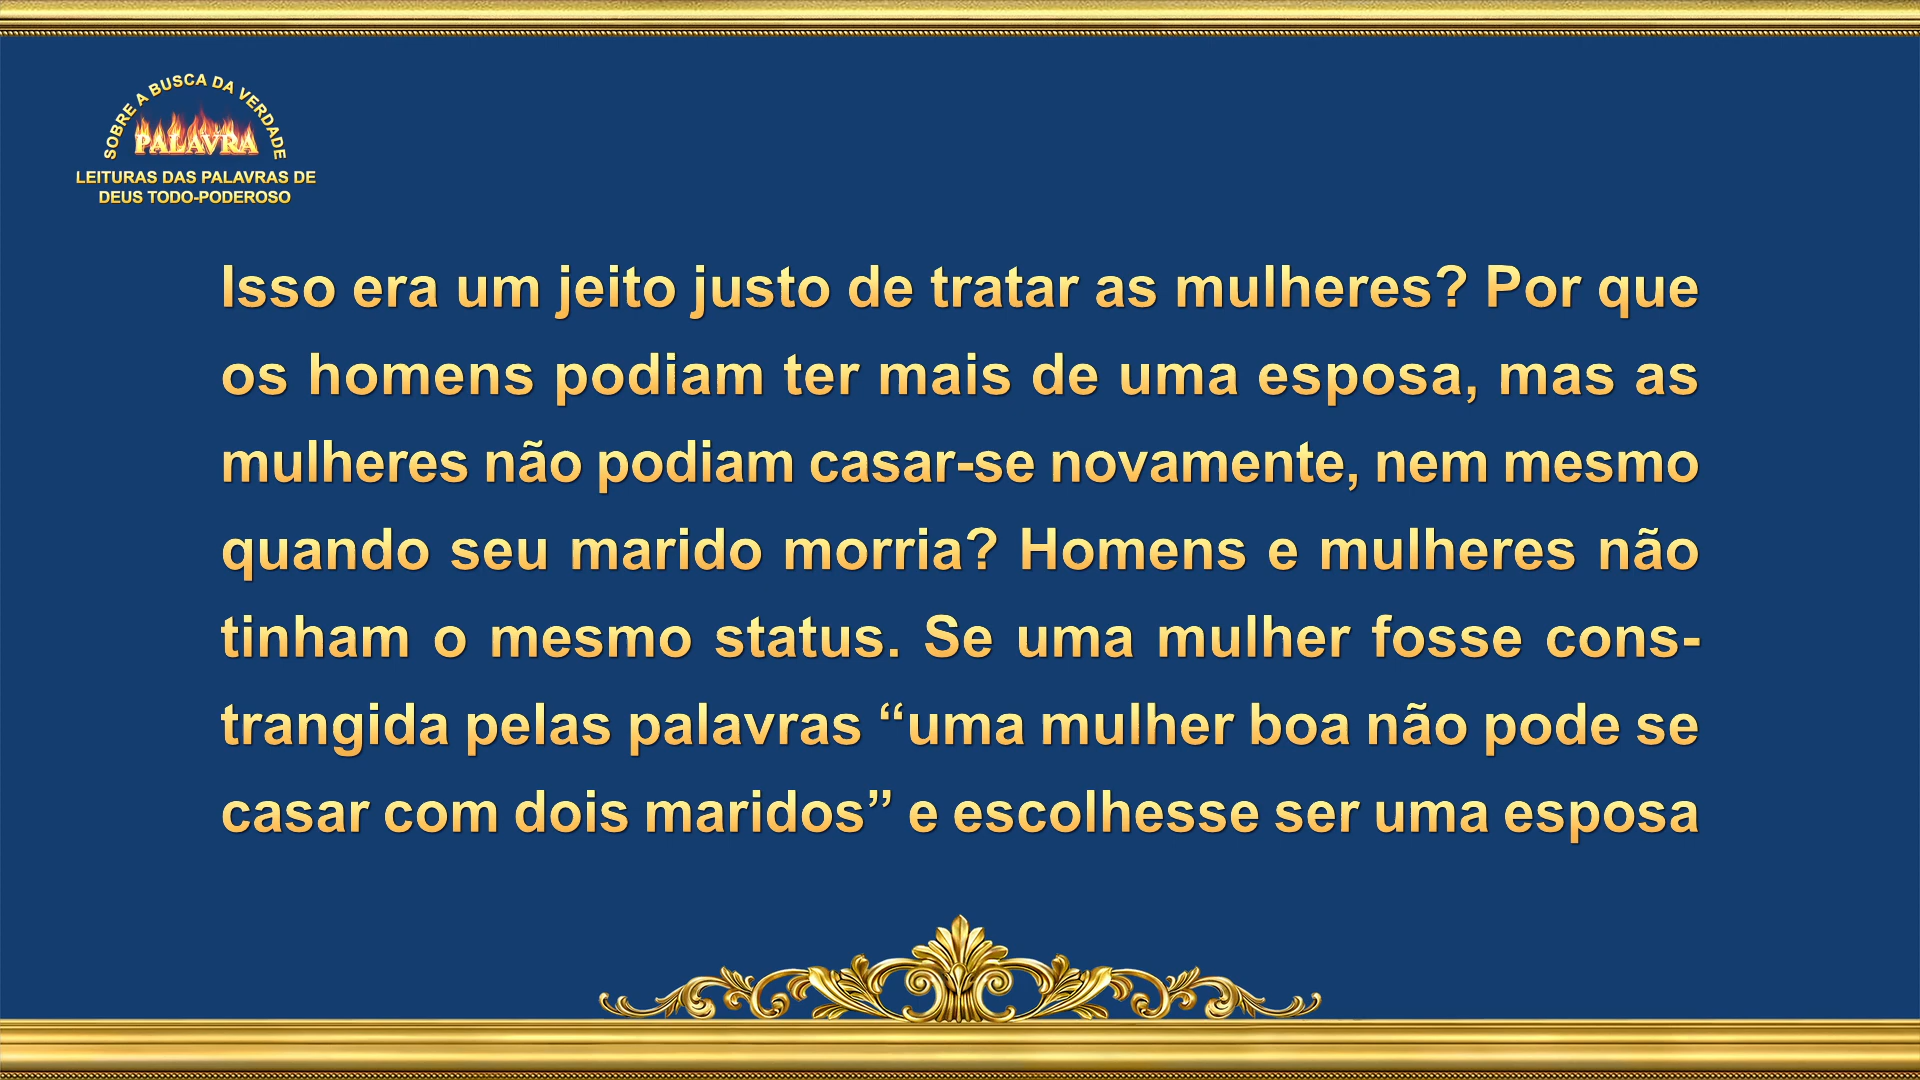 SOBRE A BUSCA DA VERDADE
PALAVRA
LEITURAS DAS PALAVRAS DE
DEUS TODO-PODEROSO
Isso era um jeito justo de tratar as mulheres? Por que
os homens podiam ter mais de uma esposa, mas as
mulheres não podiam casar-se novamente, nem mesmo
quando seu marido morria? Homens e mulheres não
tinham o mesmo status. Se uma mulher fosse cons-
trangida pelas palavras “uma mulher boa não pode se
casar com dois maridos” e escolhesse ser uma esposa